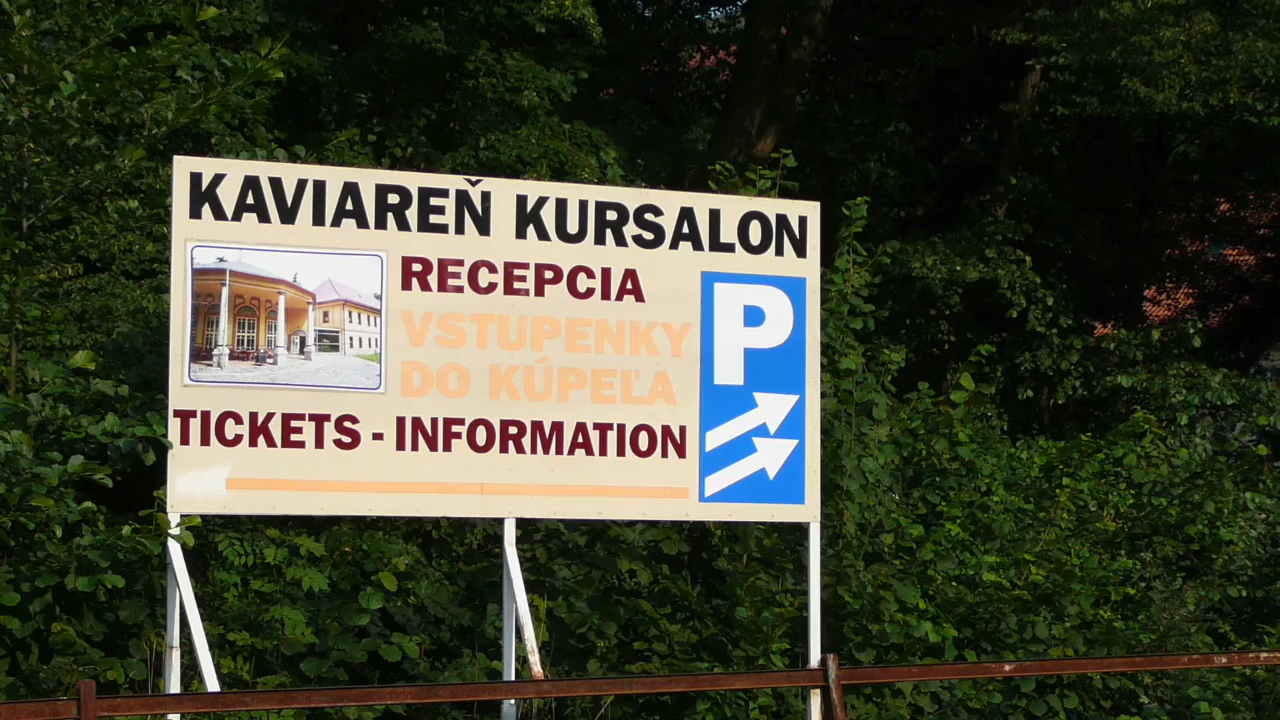 KAVIAREŇ KURSALON
RECEPCIA
VSTUPENKY
DO KÚPEĽA
TICKETS - INFORMATION
P